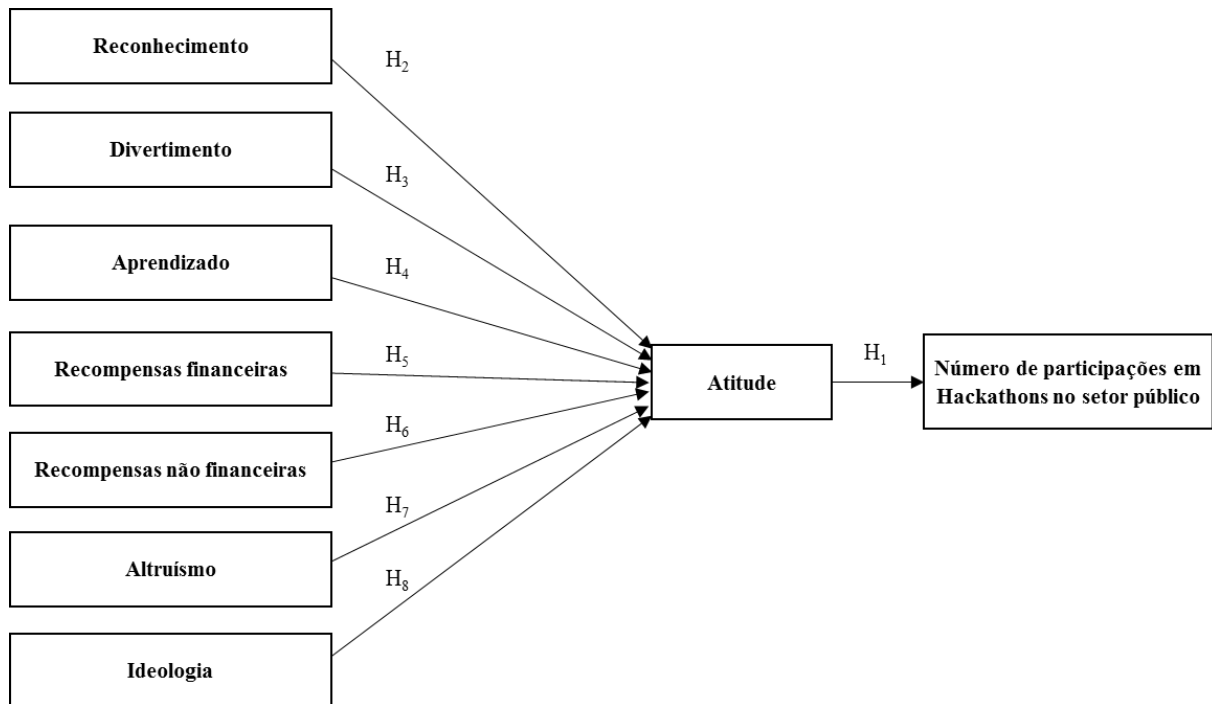 Reconhecimento
H₂
Divertimento
H₃
Aprendizado
H₄
Recompensas financeiras
H₅
Recompensas não financeiras
H₆
Altruísmo
H₇
Ideologia
H₈
Atitude
H₁
Número de participações em
Hackathons no setor público